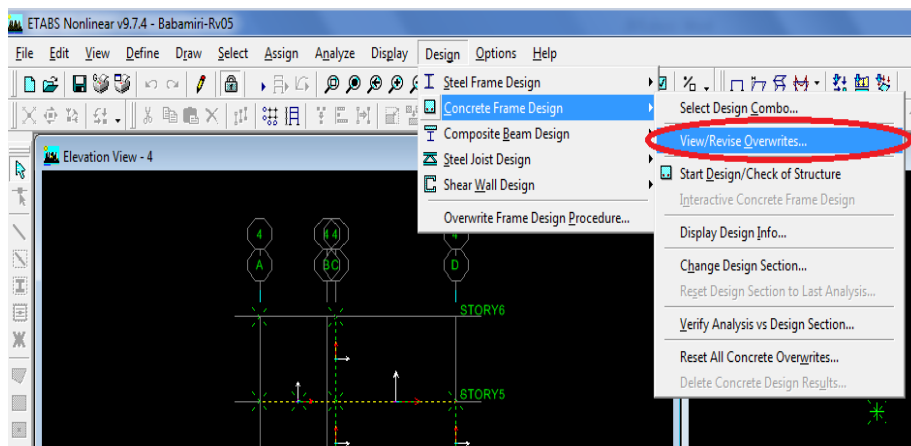 ETABS Nonlinear v9.7.4 - Babamiri-Rv05
File Edit View Define Draw Select Assign Analyze Display Design Options Help
Steel Frame Design
Concrete Frame Design
Composite Beam Design
Steel Joist Design
Shear Wall Design
Overwrite Frame Design Procedure...
Select Design Combo...
View/Revise Overwrites...
Start Design/Check of Structure
Interactive Concrete Frame Design
Display Design Info...
Change Design Section...
Reset Design Section to Last Analysis...
Verify Analysis vs Design Section...
Reset All Concrete Overwrites...
Delete Concrete Design Results...
Elevation View - 4
4 4 4 4
A B C D
STORY6
STORY5